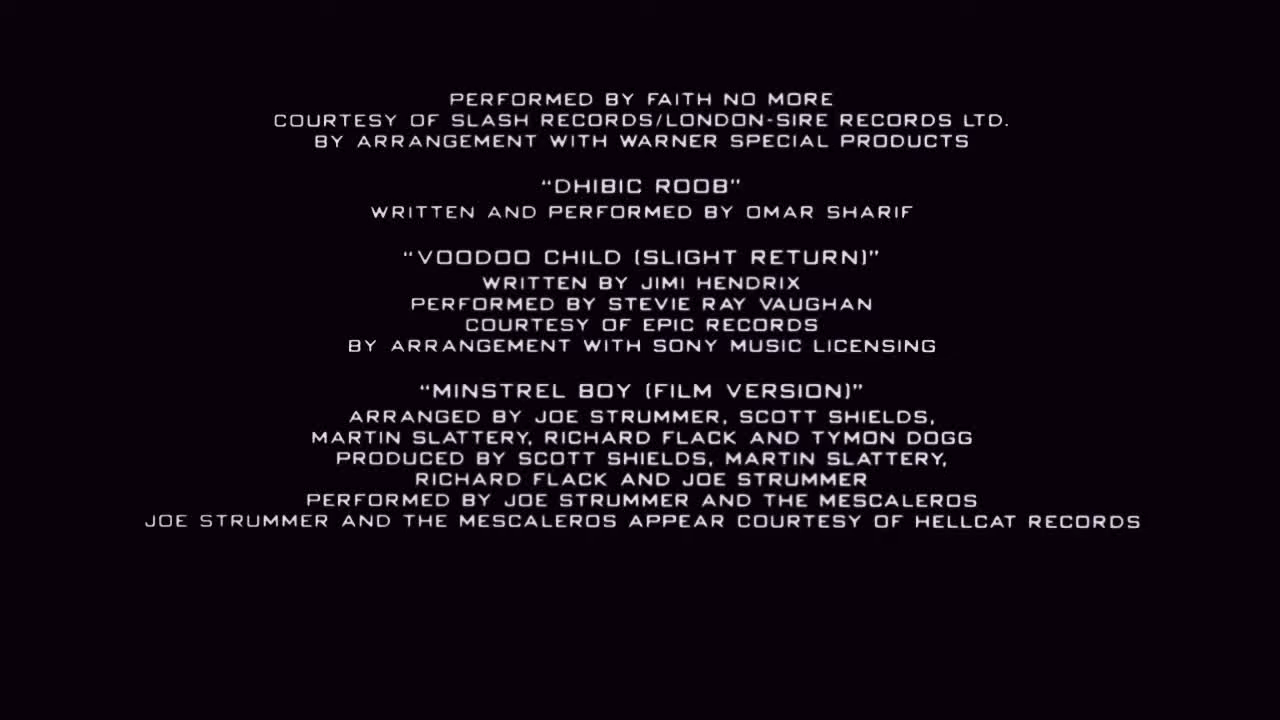 PERFORMED BY FAITH NO MORE
COURTESY OF SLASH RECORDS/LONDON-SIRE RECORDS LTD.
BY ARRANGEMENT WITH WARNER SPECIAL PRODUCTS
“DHIBIC ROOB”
WRITTEN AND PERFORMED BY OMAR SHARIF
“VOODOO CHILD (SLIGHT RETURN)”
WRITTEN BY JIMI HENDRIX
PERFORMED BY STEVIE RAY VAUGHAN
COURTESY OF EPIC RECORDS
BY ARRANGEMENT WITH SONY MUSIC LICENSING
“MINSTREL BOY (FILM VERSION)”
ARRANGED BY JOE STRUMMER, SCOTT SHIELDS,
MARTIN SLATTERY, RICHARD FLACK AND TYMON DOGG
PRODUCED BY SCOTT SHIELDS, MARTIN SLATTERY,
RICHARD FLACK AND JOE STRUMMER
PERFORMED BY JOE STRUMMER AND THE MESCALEROS
JOE STRUMMER AND THE MESCALEROS APPEAR COURTESY OF HELLCAT RECORDS